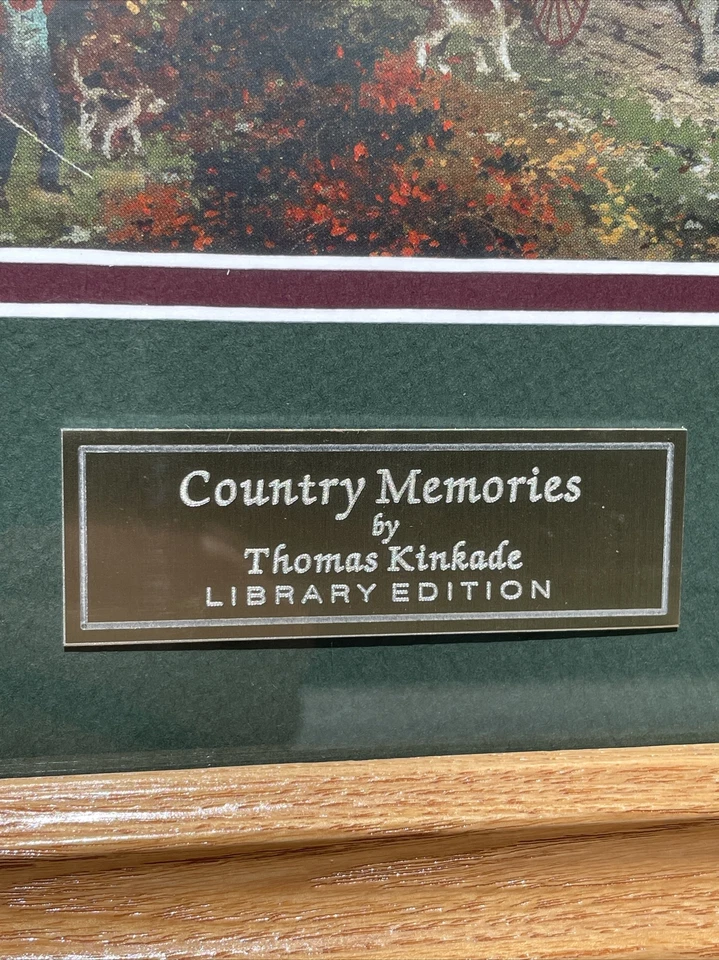 Country Memories
by
Thomas Kinkade
LIBRARY EDITION